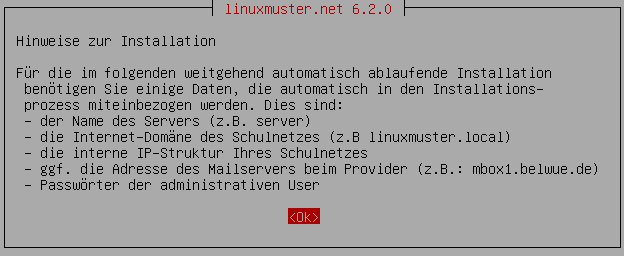 linuxmuster.net 6.2.0
Hinweise zur Installation
Für die im folgenden weitgehend automatisch ablaufende Installation
benötigen Sie einige Daten, die automatisch in den Installations-
prozess miteinbezogen werden. Dies sind:
- der Name des Servers (z.B. server)
- die Internet-Domäne des Schulnetzes (z.B linuxmuster.local)
- die interne IP-Struktur Ihres Schulnetzes
- ggf. die Adresse des Mailservers beim Provider (z.B.: mbox1.belwue.de)
- Passwörter der administrativen User
<Ok>